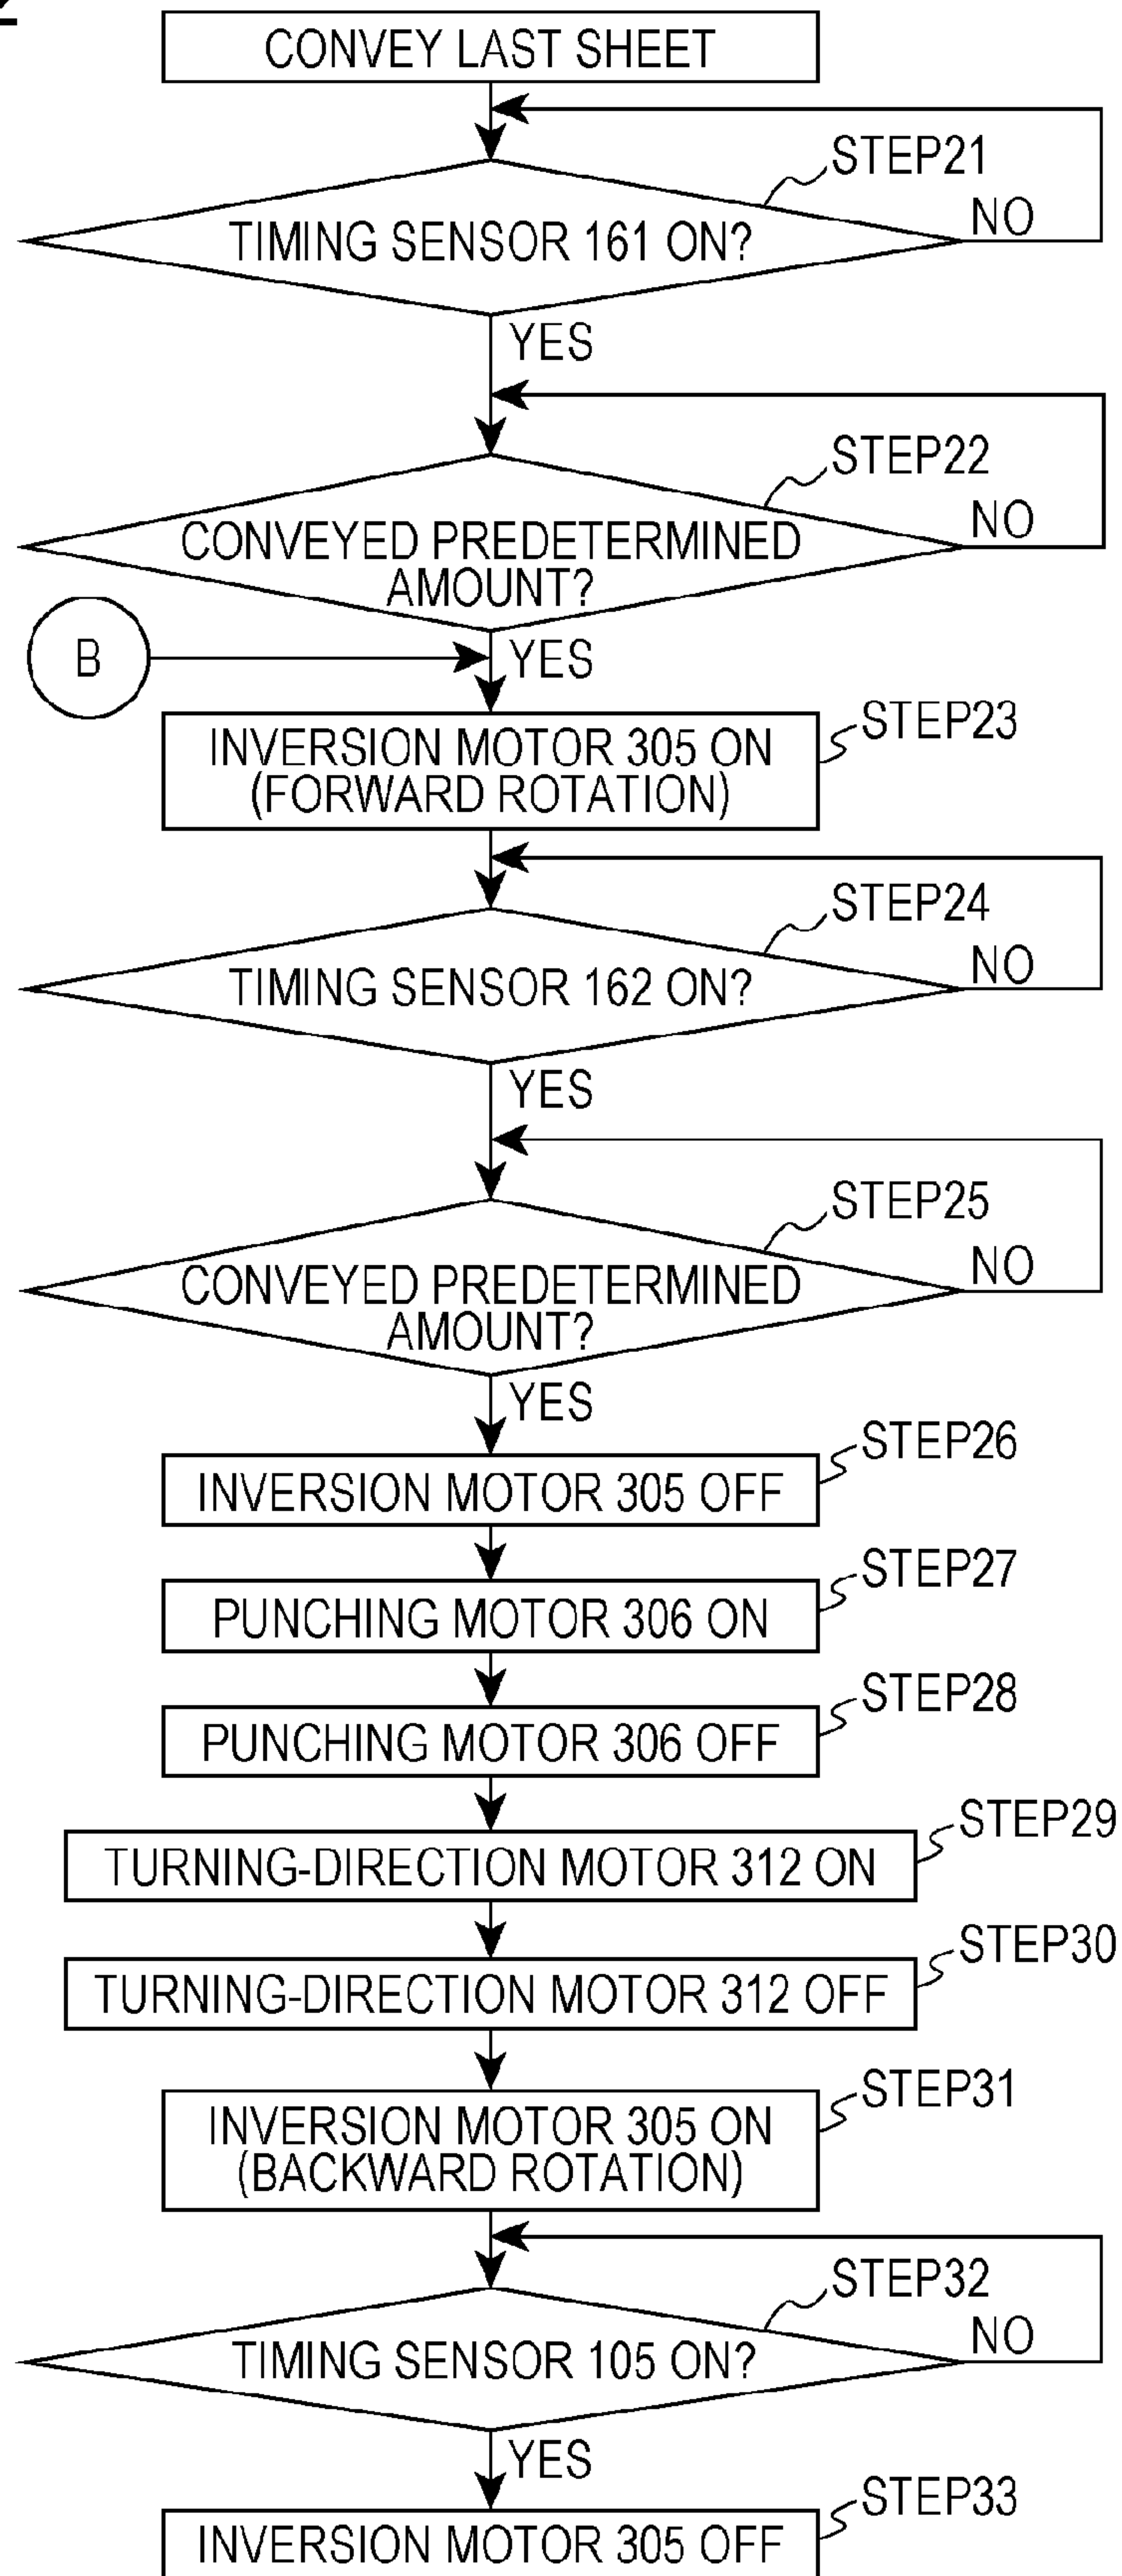 CONVEY LAST SHEET
STEP21
TIMING SENSOR 161 ON?
NO
YES
STEP22
CONVEYED PREDETERMINED
AMOUNT?
NO
B
YES
STEP23
INVERSION MOTOR 305 ON
(FORWARD ROTATION)
STEP24
TIMING SENSOR 162 ON?
NO
YES
STEP25
CONVEYED PREDETERMINED
AMOUNT?
NO
YES
STEP26
INVERSION MOTOR 305 OFF
STEP27
PUNCHING MOTOR 306 ON
STEP28
PUNCHING MOTOR 306 OFF
STEP29
TURNING-DIRECTION MOTOR 312 ON
STEP30
TURNING-DIRECTION MOTOR 312 OFF
STEP31
INVERSION MOTOR 305 ON
(BACKWARD ROTATION)
STEP32
TIMING SENSOR 105 ON?
NO
YES
STEP33
INVERSION MOTOR 305 OFF